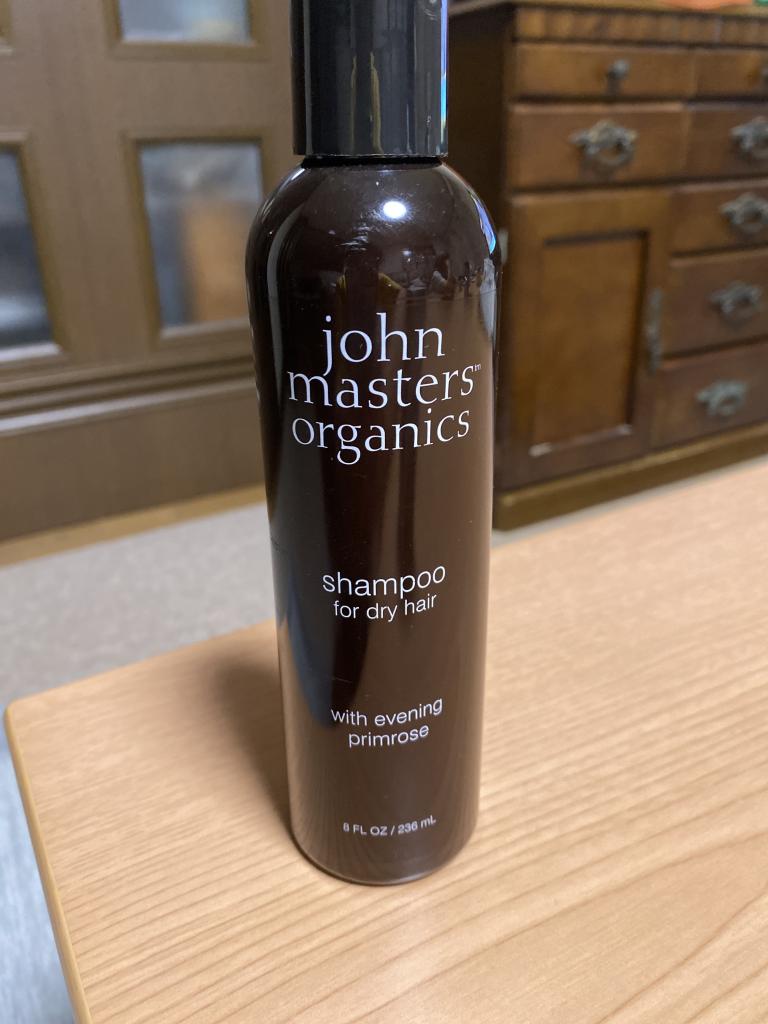 john
masters™
organics
shampoo
for dry hair
with evening
primrose
8 FL OZ / 236 mL